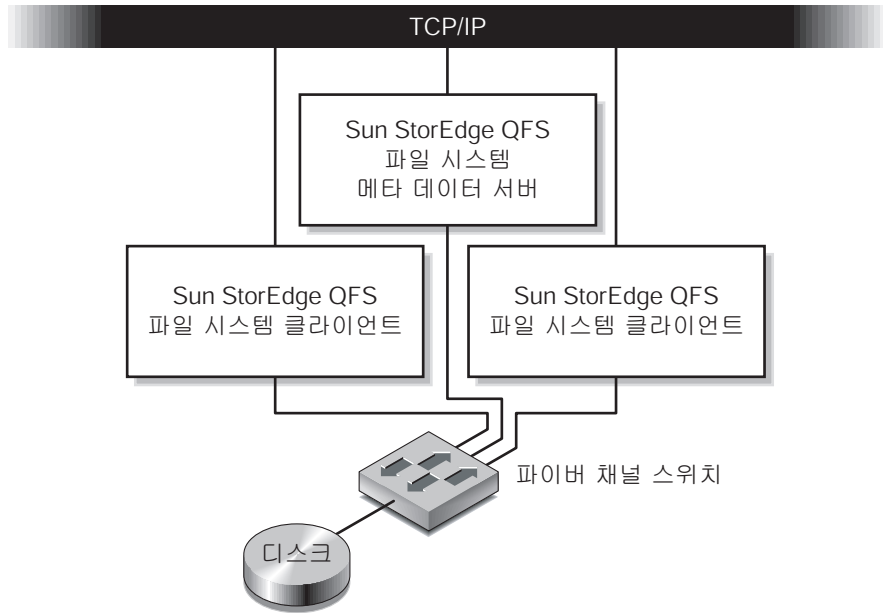 TCP/IP
Sun StorEdge QFS
파일 시스템
메타 데이터 서버
Sun StorEdge QFS
파일 시스템 클라이언트
Sun StorEdge QFS
파일 시스템 클라이언트
파이버 채널 스위치
디스크